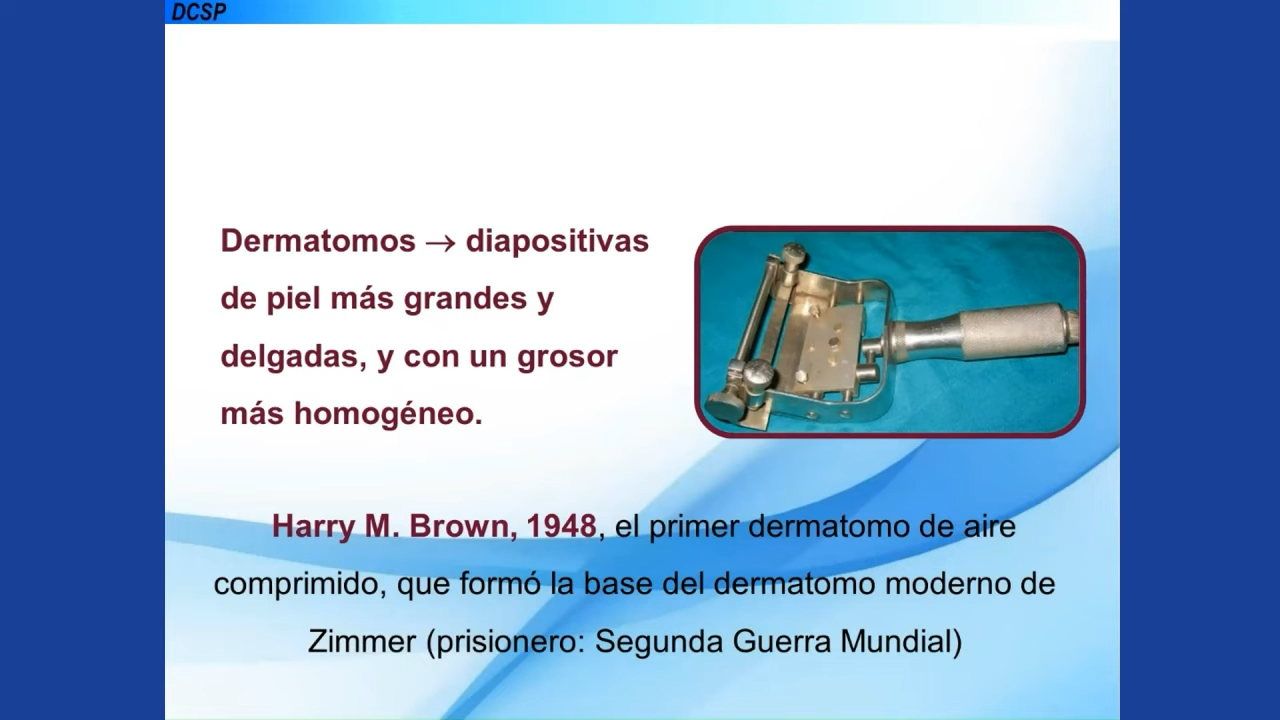 DCSP
Dermatomos → diapositivas
de piel más grandes y
delgadas, y con un grosor
más homogéneo.
Harry M. Brown, 1948, el primer dermatomo de aire
comprimido, que formó la base del dermatomo moderno de
Zimmer (prisionero: Segunda Guerra Mundial)